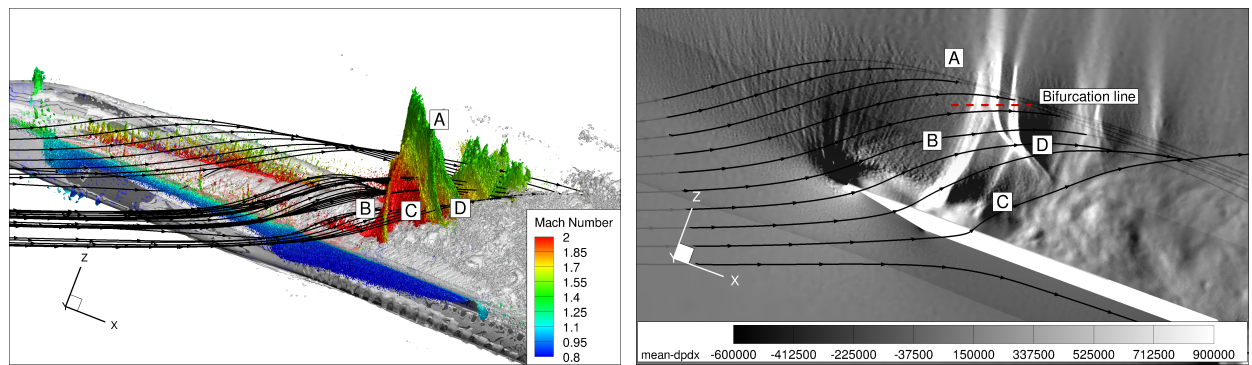 A
B
C
D
Mach Number
2
1.85
1.7
1.55
1.4
1.25
1.1
0.95
0.8
Z
Y
X
A
Bifurcation line
B
D
C
Z
Y
X
mean-dpdx -600000 -412500 -225000 -37500 150000 337500 525000 712500 900000